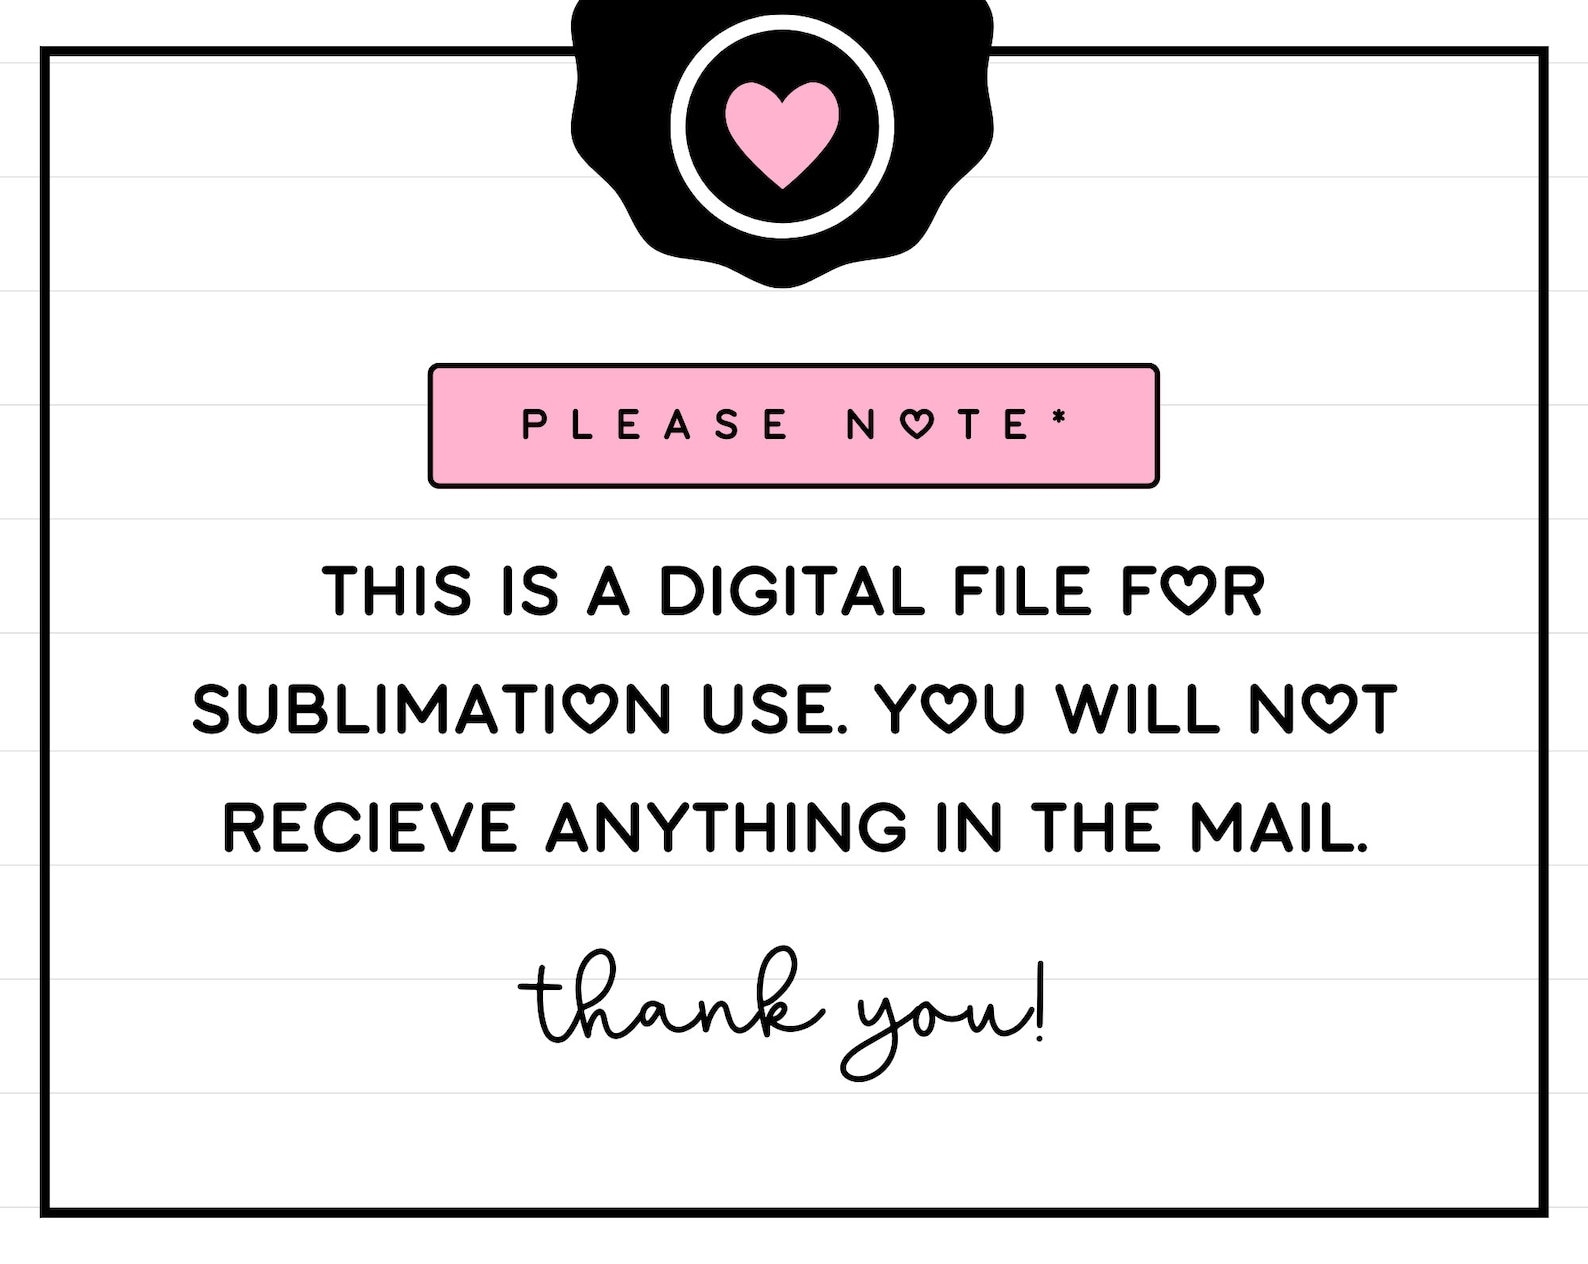 PLEASE NOTE*
THIS IS A DIGITAL FILE FOR
SUBLIMATION USE. YOU WILL NOT
RECIEVE ANYTHING IN THE MAIL.
thank you!